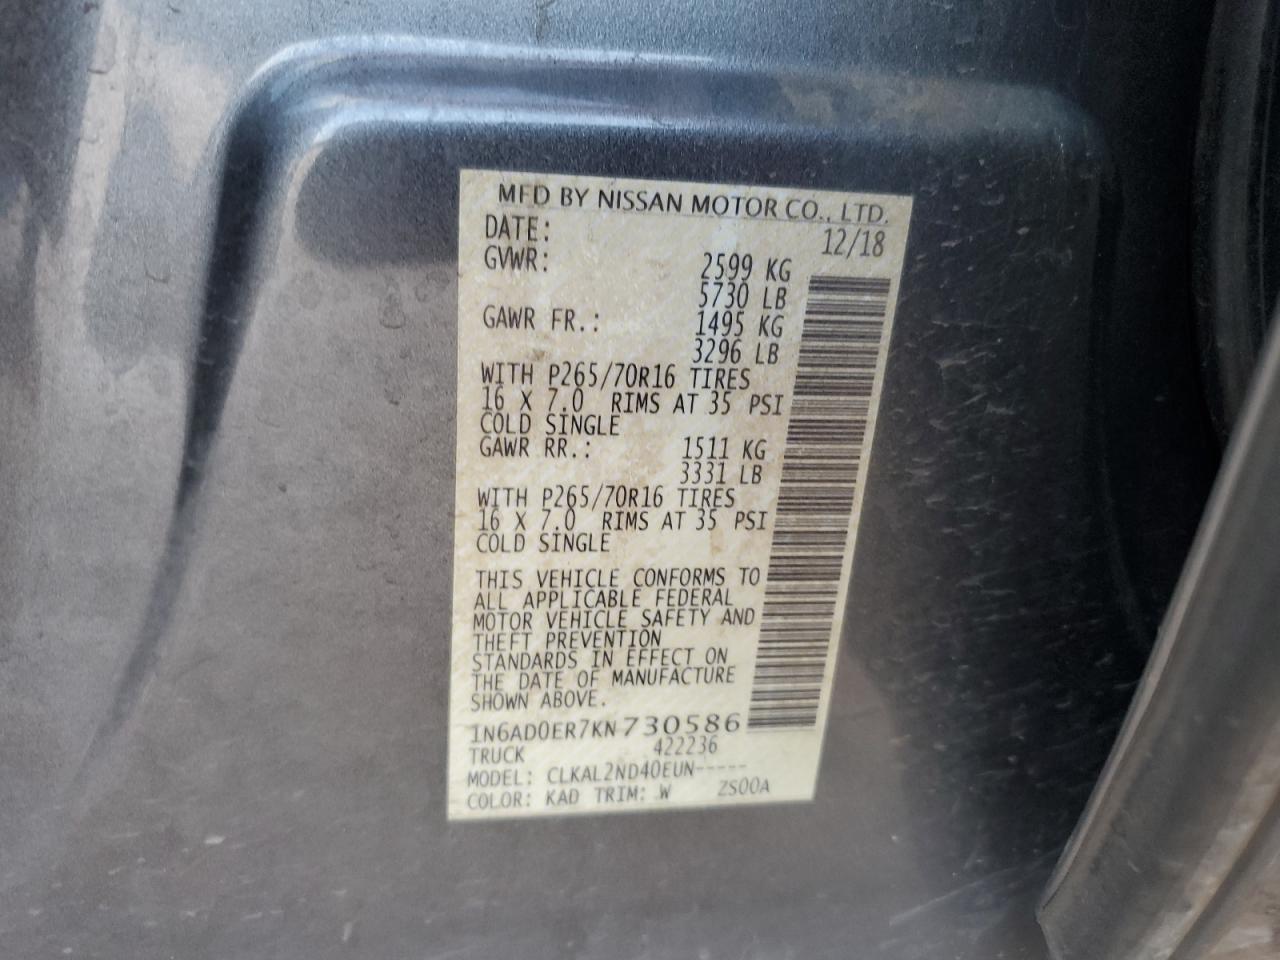 MFD BY NISSAN MOTOR CO., LTD.
DATE: 12/18
GVWR: 2599 KG
5730 LB
GAWR FR.: 1495 KG
3296 LB
WITH P265/70R16 TIRES
16 X 7.0 RIMS AT 35 PSI
COLD SINGLE
GAWR RR.: 1511 KG
3331 LB
WITH P265/70R16 TIRES
16 X 7.0 RIMS AT 35 PSI
COLD SINGLE
THIS VEHICLE CONFORMS TO
ALL APPLICABLE FEDERAL
MOTOR VEHICLE SAFETY AND
THEFT PREVENTION
STANDARDS IN EFFECT ON
THE DATE OF MANUFACTURE
SHOWN ABOVE.
1N6AD0ER7KN730586
TRUCK 422236
MODEL: CLKAL2ND40EUN-----
COLOR: KAD TRIM: W ZS00A